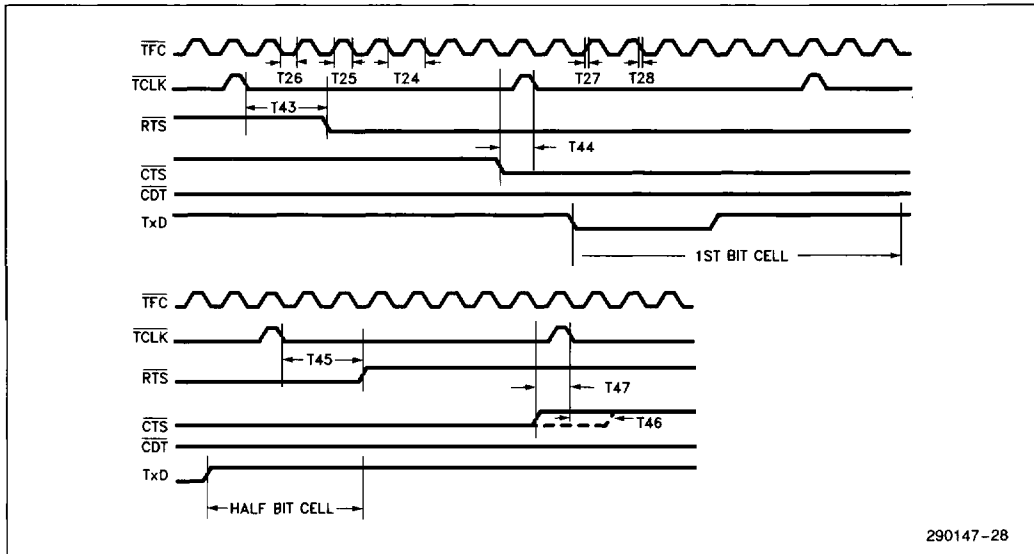 TFC
T26 T25 T24 T27 T28
TCLK
T43
RTS
T44
CTS
CDT
TxD
1ST BIT CELL
TFC
TCLK
T45
RTS
T47
CTS
T46
CDT
TxD
HALF BIT CELL
290147-28